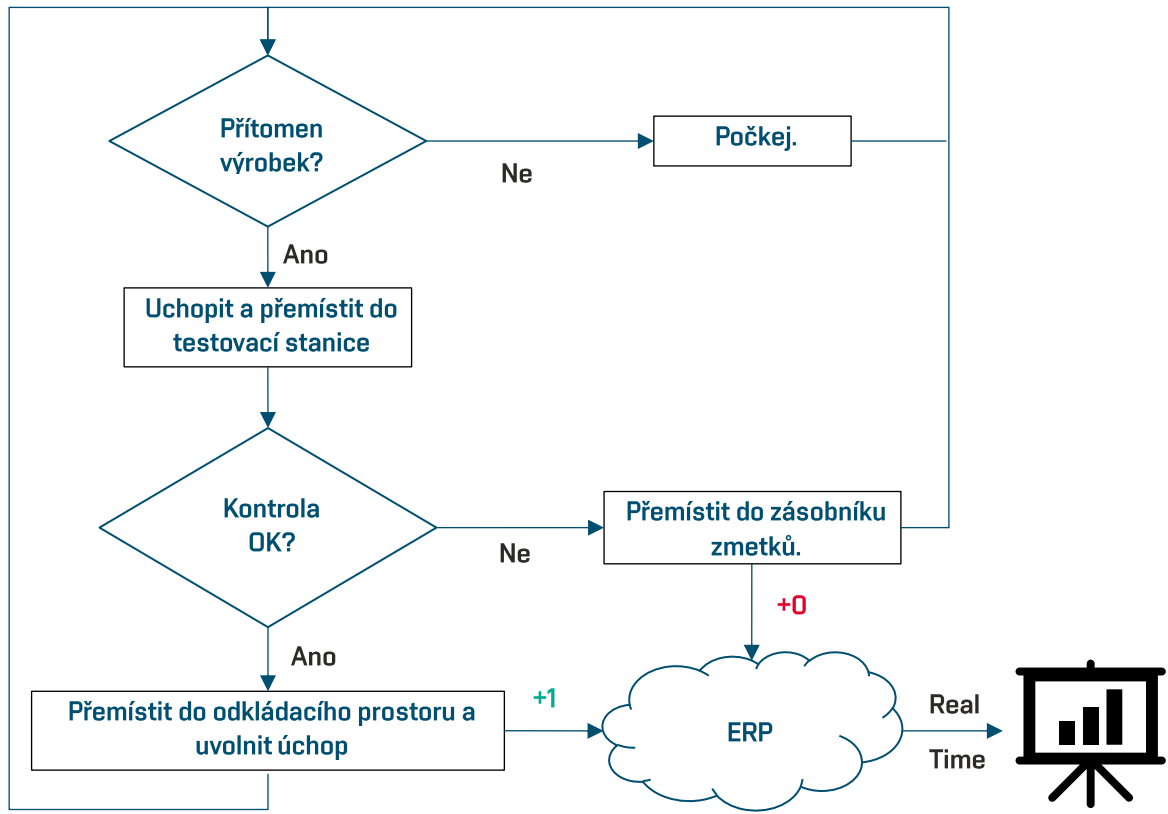 Přítomen
výrobek?
Ne
Počkej.
Ano
Uchopit a přemístit do
testovací stanice
Kontrola
OK?
Ne
Přemístit do zásobníku
zmetků.
+0
Ano
Přemístit do odkládacího prostoru a
uvolnit úchop
+1
ERP
Real
Time